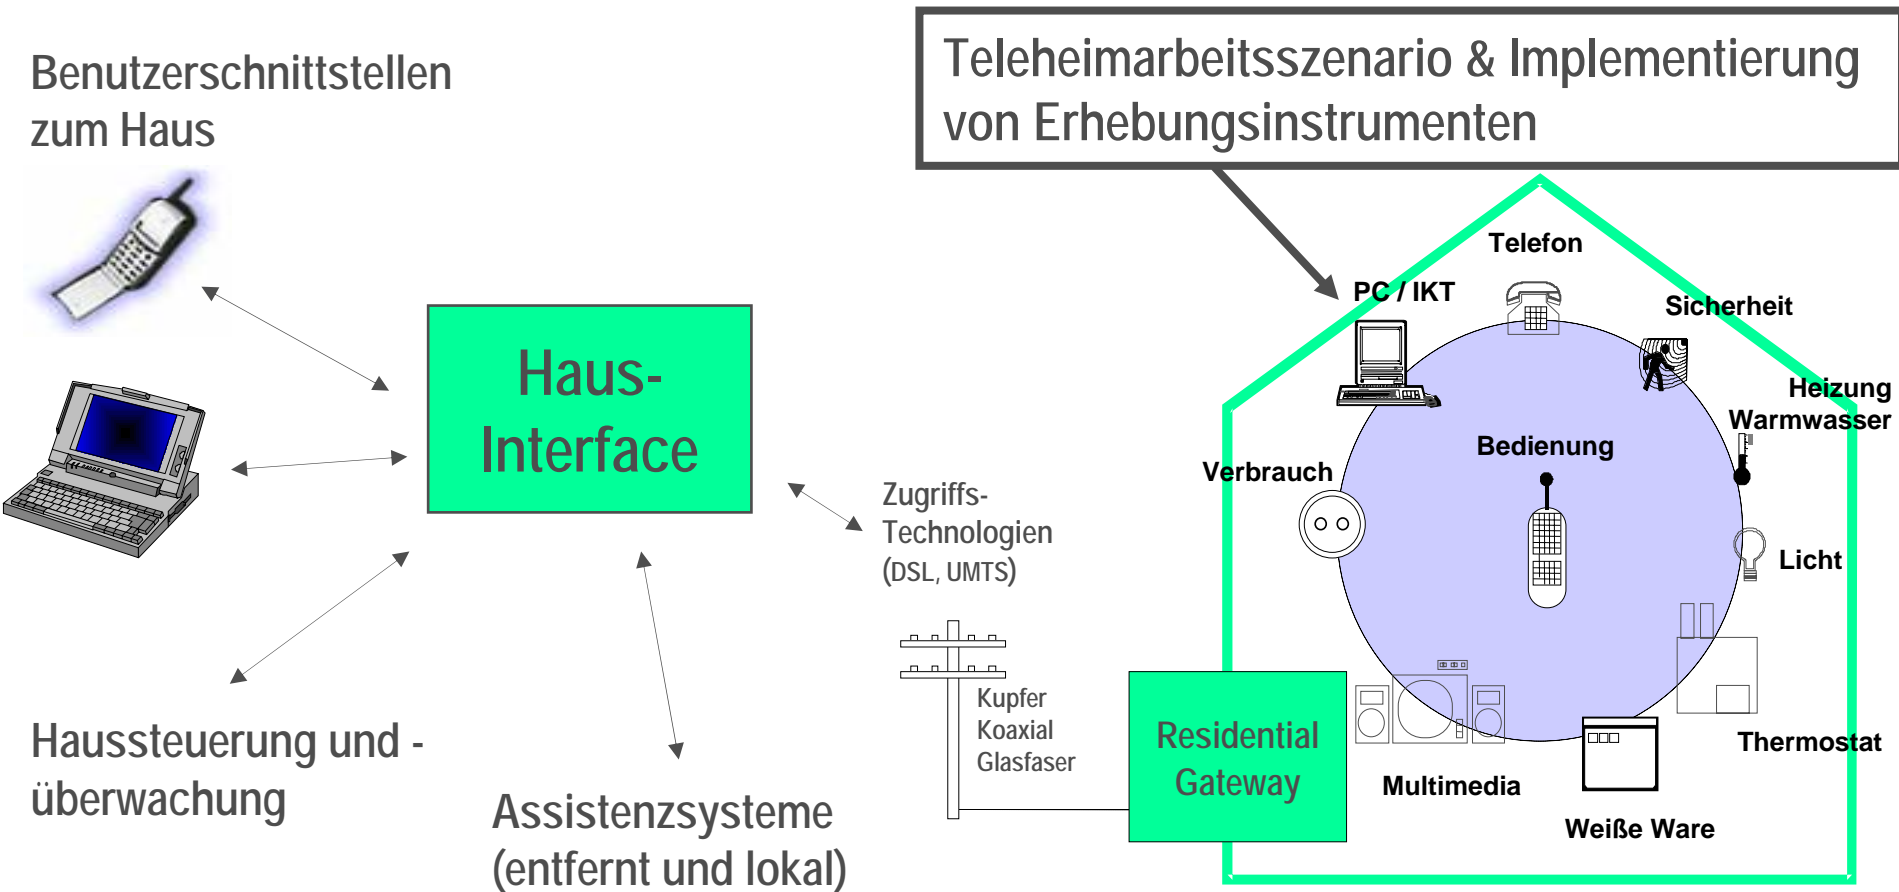 Teleheimarbeitsszenario & Implementierung
von Erhebungsinstrumenten
Benutzerschnittstellen
zum Haus
Haus-
Interface
Zugriffs-
Technologien
(DSL, UMTS)
Kupfer
Koaxial
Glasfaser
Haussteuerung und -
überwachung
Assistenzsysteme
(entfernt und lokal)
Residential
Gateway
Telefon
PC / IKT
Sicherheit
Heizung
Warmwasser
Bedienung
Verbrauch
Licht
Thermostat
Multimedia
Weiße Ware